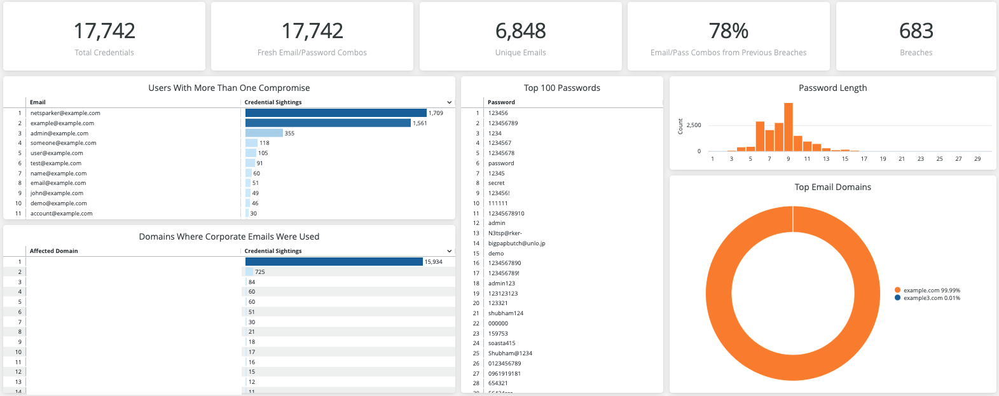 17,742
Total Credentials
17,742
Fresh Email/Password Combos
6,848
Unique Emails
78%
Email/Pass Combos from Previous Breaches
683
Breaches
Users With More Than One Compromise
Email Credential Sightings
1 netsparker@example.com 1,709
2 example@example.com 1,561
3 admin@example.com 355
4 someone@example.com 118
5 user@example.com 105
6 test@example.com 91
7 name@example.com 60
8 email@example.com 51
9 john@example.com 49
10 demo@example.com 46
11 account@example.com 30
Domains Where Corporate Emails Were Used
Affected Domain Credential Sightings
1 15,934
2 725
3 84
4 60
5 60
6 51
7 30
8 21
9 18
10 17
11 16
12 15
13 12
14 11
Top 100 Passwords
Password
1 123456
2 123456789
3 1234
4 1234567
5 12345678
6 password
7 12345
8 secret
9 123456!
10 111111
11 12345678910
12 admin
13 N3tsp@rker-
14 bigpapbutch@unlo.jp
15 demo
16 1234567890
17 123456789!
18 admin123
19 123123123
20 123321
21 shubham124
22 000000
23 159753
24 soasta415
25 Shubham@1234
26 0123456789
27 0961919181
28 654321
Password Length
Count
2,500
0
1 3 5 7 9 11 13 15 17 19 21 23 25 27 29
Top Email Domains
example.com 99.99%
example3.com 0.01%